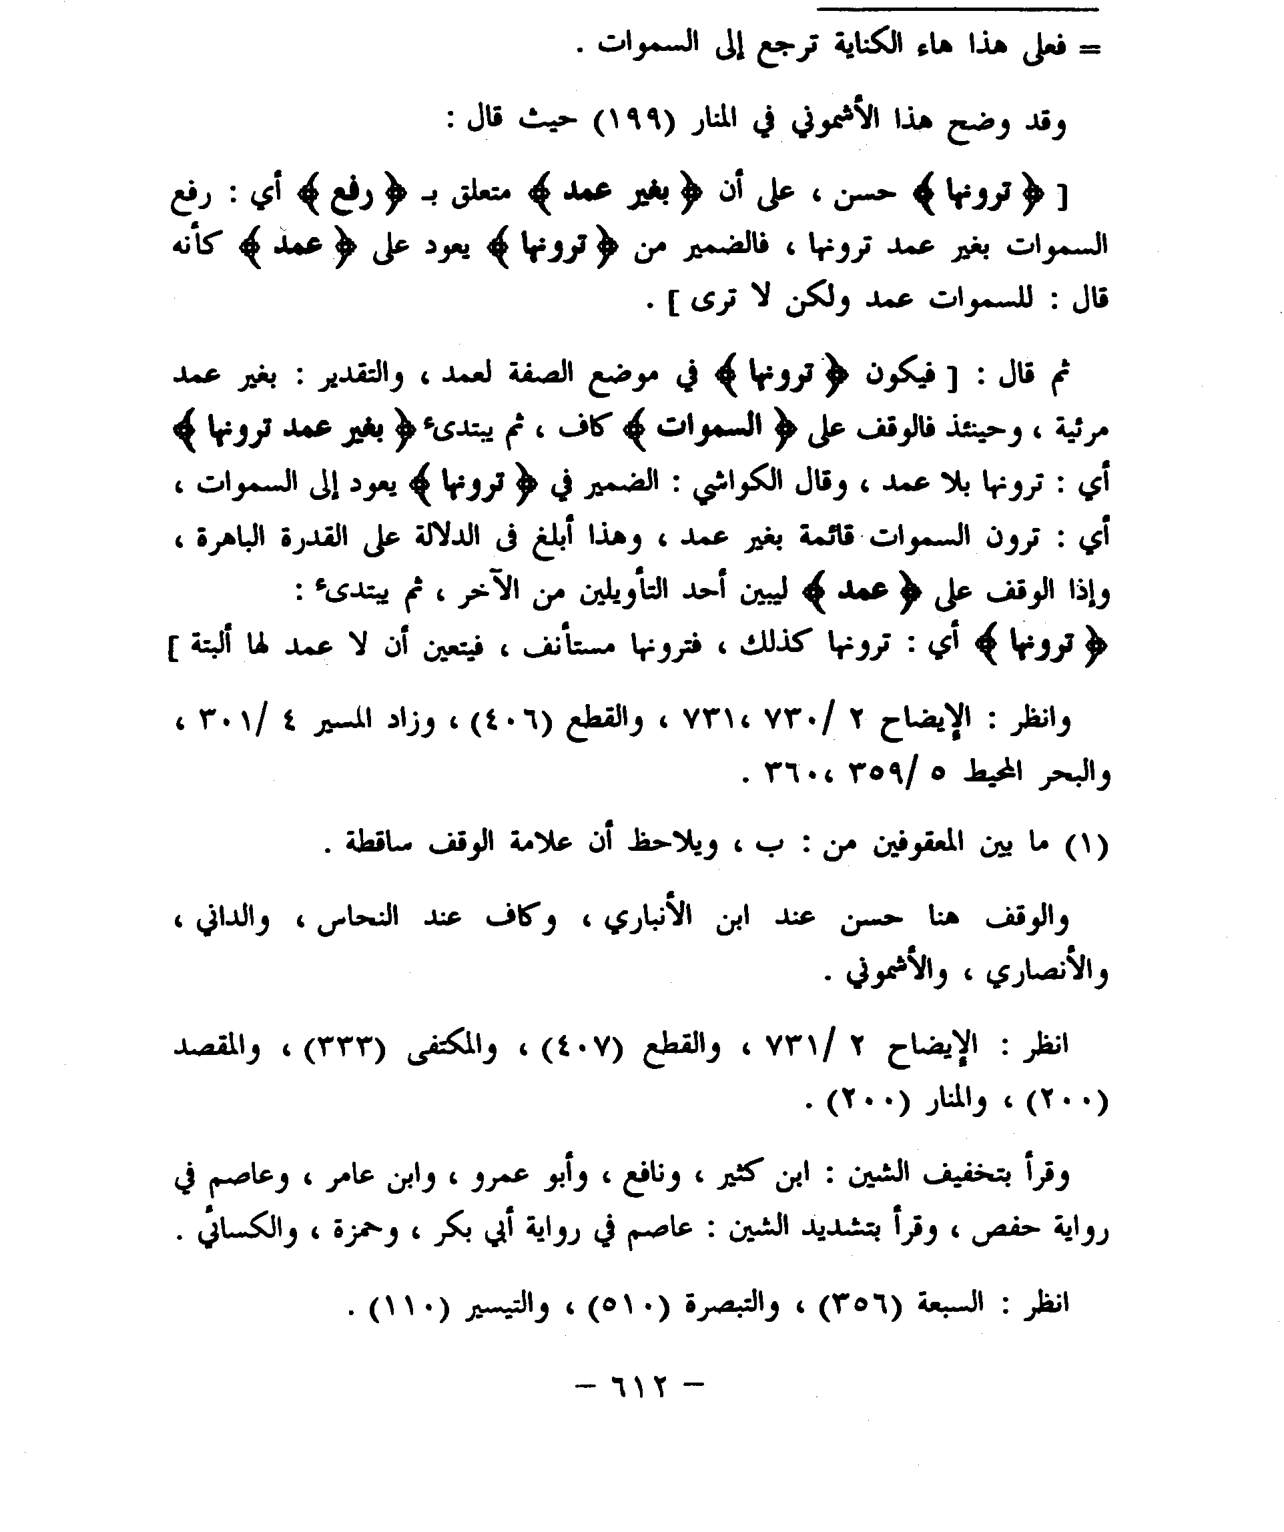 = فعلى هذا هاء الكناية ترجع إلى السموات .
وقد وضح هذا الأشموني في المنار (١٩٩) حيث قال :
[ ﴿ ترونها ﴾ حسن ، على أن ﴿ بغير عمد ﴾ متعلق بـ ﴿ رفع ﴾ أي : رفع
السموات بغير عمد ترونها ، فالضمير من ﴿ ترونها ﴾ يعود على ﴿ عمد ﴾ كأنه
قال : للسموات عمد ولكن لا ترى ] .
ثم قال : [ فيكون ﴿ ترونها ﴾ في موضع الصفة لعمد ، والتقدير : بغير عمد
مرئية ، وحينئذ فالوقف على ﴿ السموات ﴾ كاف ، ثم يبتدىء ﴿ بغير عمد ترونها ﴾
أي : ترونها بلا عمد ، وقال الكواشي : الضمير في ﴿ ترونها ﴾ يعود إلى السموات ،
أي : ترون السموات قائمة بغير عمد ، وهذا أبلغ فى الدلالة على القدرة الباهرة ،
وإذا الوقف على ﴿ عمد ﴾ ليبين أحد التأويلين من الآخر ، ثم يبتدىء :
﴿ ترونها ﴾ أي : ترونها كذلك ، فترونها مستأنف ، فيتعين أن لا عمد لها ألبتة ]
وانظر : الإيضاح ٢ /٧٣٠ ،٧٣١ ، والقطع (٤٠٦) ، وزاد المسير ٤ /٣٠١ ،
والبحر المحيط ٥ /٣٥٩ ،٣٦٠ .
(١) ما بين المعقوفين من : ب ، ويلاحظ أن علامة الوقف ساقطة .
والوقف هنا حسن عند ابن الأنباري ، وكاف عند النحاس ، والداني ،
والأنصاري ، والأشموني .
انظر : الإيضاح ٢ /٧٣١ ، والقطع (٤٠٧) ، والمكتفى (٣٣٣) ، والمقصد
(٢٠٠) ، والمنار (٢٠٠) .
وقرأ بتخفيف الشين : ابن كثير ، ونافع ، وأبو عمرو ، وابن عامر ، وعاصم في
رواية حفص ، وقرأ بتشديد الشين : عاصم في رواية أبي بكر ، وحمزة ، والكسائي .
انظر : السبعة (٣٥٦) ، والتبصرة (٥١٠) ، والتيسير (١١٠) .
– ٦١٢ –